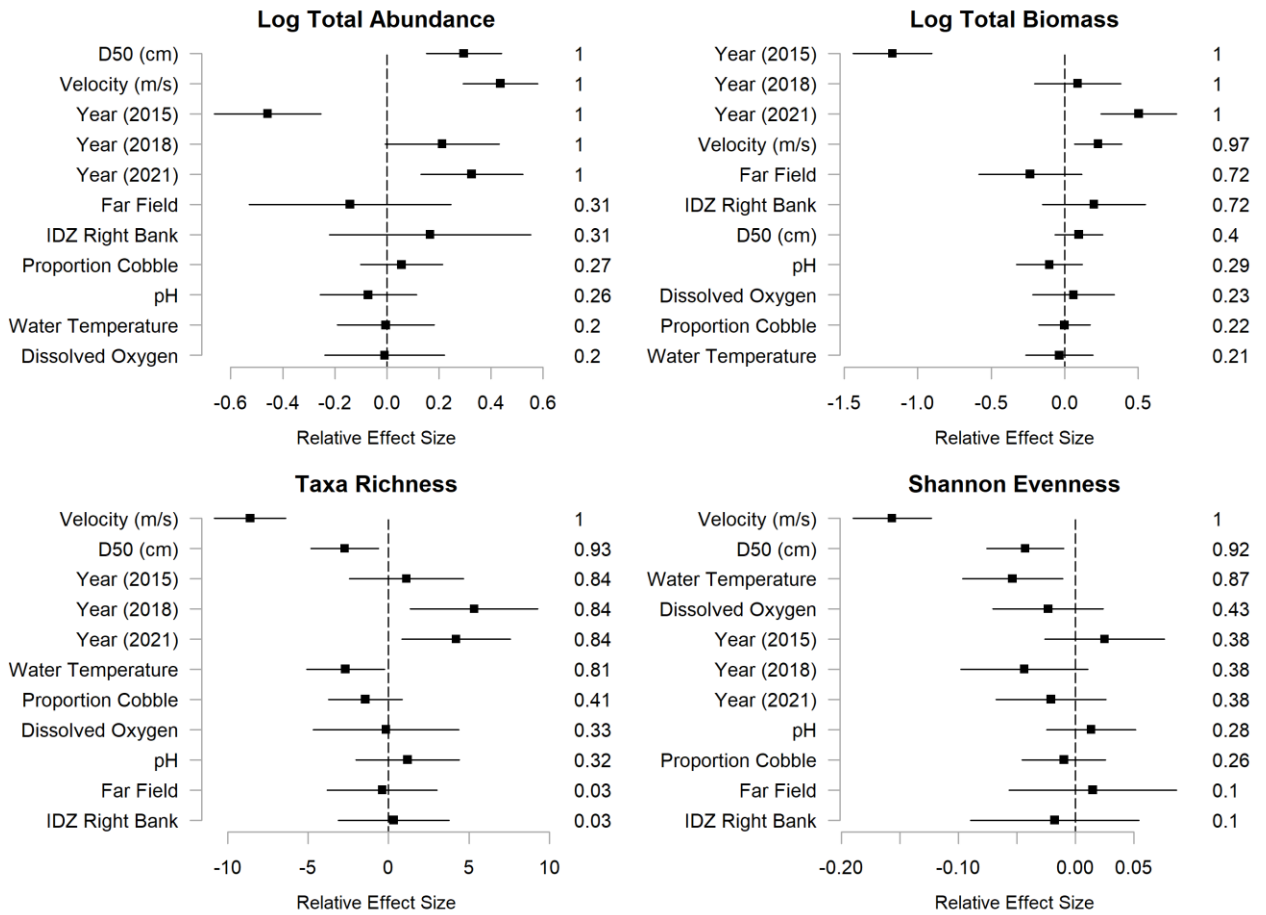 Log Total Abundance
D50 (cm) 1
Velocity (m/s) 1
Year (2015) 1
Year (2018) 1
Year (2021) 1
Far Field 0.31
IDZ Right Bank 0.31
Proportion Cobble 0.27
pH 0.26
Water Temperature 0.2
Dissolved Oxygen 0.2
-0.6 -0.4 -0.2 0.0 0.2 0.4 0.6
Relative Effect Size
Log Total Biomass
Year (2015) 1
Year (2018) 1
Year (2021) 1
Velocity (m/s) 0.97
Far Field 0.72
IDZ Right Bank 0.72
D50 (cm) 0.4
pH 0.29
Dissolved Oxygen 0.23
Proportion Cobble 0.22
Water Temperature 0.21
-1.5 -1.0 -0.5 0.0 0.5
Relative Effect Size
Taxa Richness
Velocity (m/s) 1
D50 (cm) 0.93
Year (2015) 0.84
Year (2018) 0.84
Year (2021) 0.84
Water Temperature 0.81
Proportion Cobble 0.41
Dissolved Oxygen 0.33
pH 0.32
Far Field 0.03
IDZ Right Bank 0.03
-10 -5 0 5 10
Relative Effect Size
Shannon Evenness
Velocity (m/s) 1
D50 (cm) 0.92
Water Temperature 0.87
Dissolved Oxygen 0.43
Year (2015) 0.38
Year (2018) 0.38
Year (2021) 0.38
pH 0.28
Proportion Cobble 0.26
Far Field 0.1
IDZ Right Bank 0.1
-0.20 -0.10 0.00 0.05
Relative Effect Size